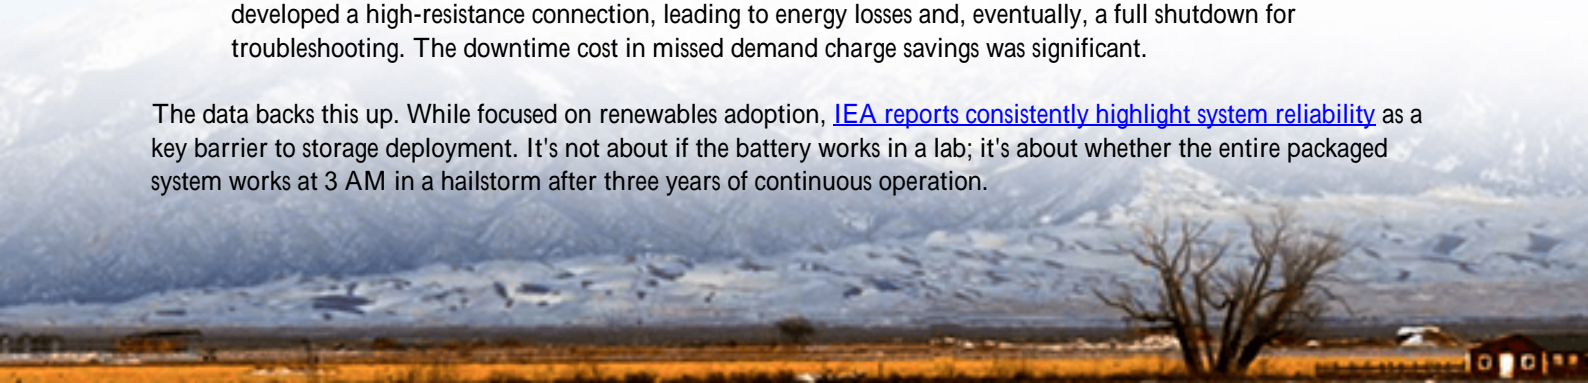 developed a high-resistance connection, leading to energy losses and, eventually, a full shutdown for
troubleshooting. The downtime cost in missed demand charge savings was significant.
The data backs this up. While focused on renewables adoption, IEA reports consistently highlight system reliability as a
key barrier to storage deployment. It's not about if the battery works in a lab; it's about whether the entire packaged
system works at 3 AM in a hailstorm after three years of continuous operation.